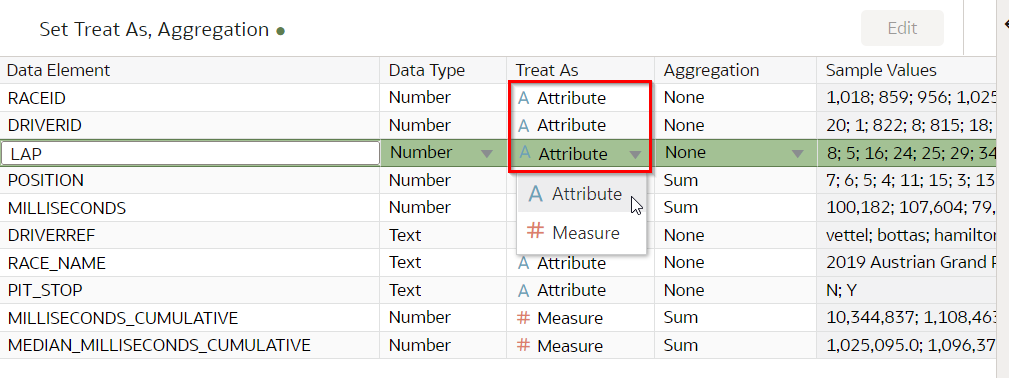 Set Treat As, Aggregation
Edit
Data Element Data Type Treat As Aggregation Sample Values
RACEID Number A Attribute None 1,018; 859; 956; 1,025
DRIVERID Number A Attribute None 20; 1; 822; 8; 815; 18;
LAP Number A Attribute None 8; 5; 16; 24; 25; 29; 34
POSITION Number Sum 7; 6; 5; 4; 11; 15; 3; 13
A Attribute
MILLISECONDS Number Sum 100,182; 107,604; 79,
# Measure
DRIVERREF Text None vettel; bottas; hamilton
RACE_NAME Text A Attribute None 2019 Austrian Grand P
PIT_STOP Text A Attribute None N; Y
MILLISECONDS_CUMULATIVE Number # Measure Sum 10,344,837; 1,108,463
MEDIAN_MILLISECONDS_CUMULATIVE Number # Measure Sum 1,025,095.0; 1,096,37